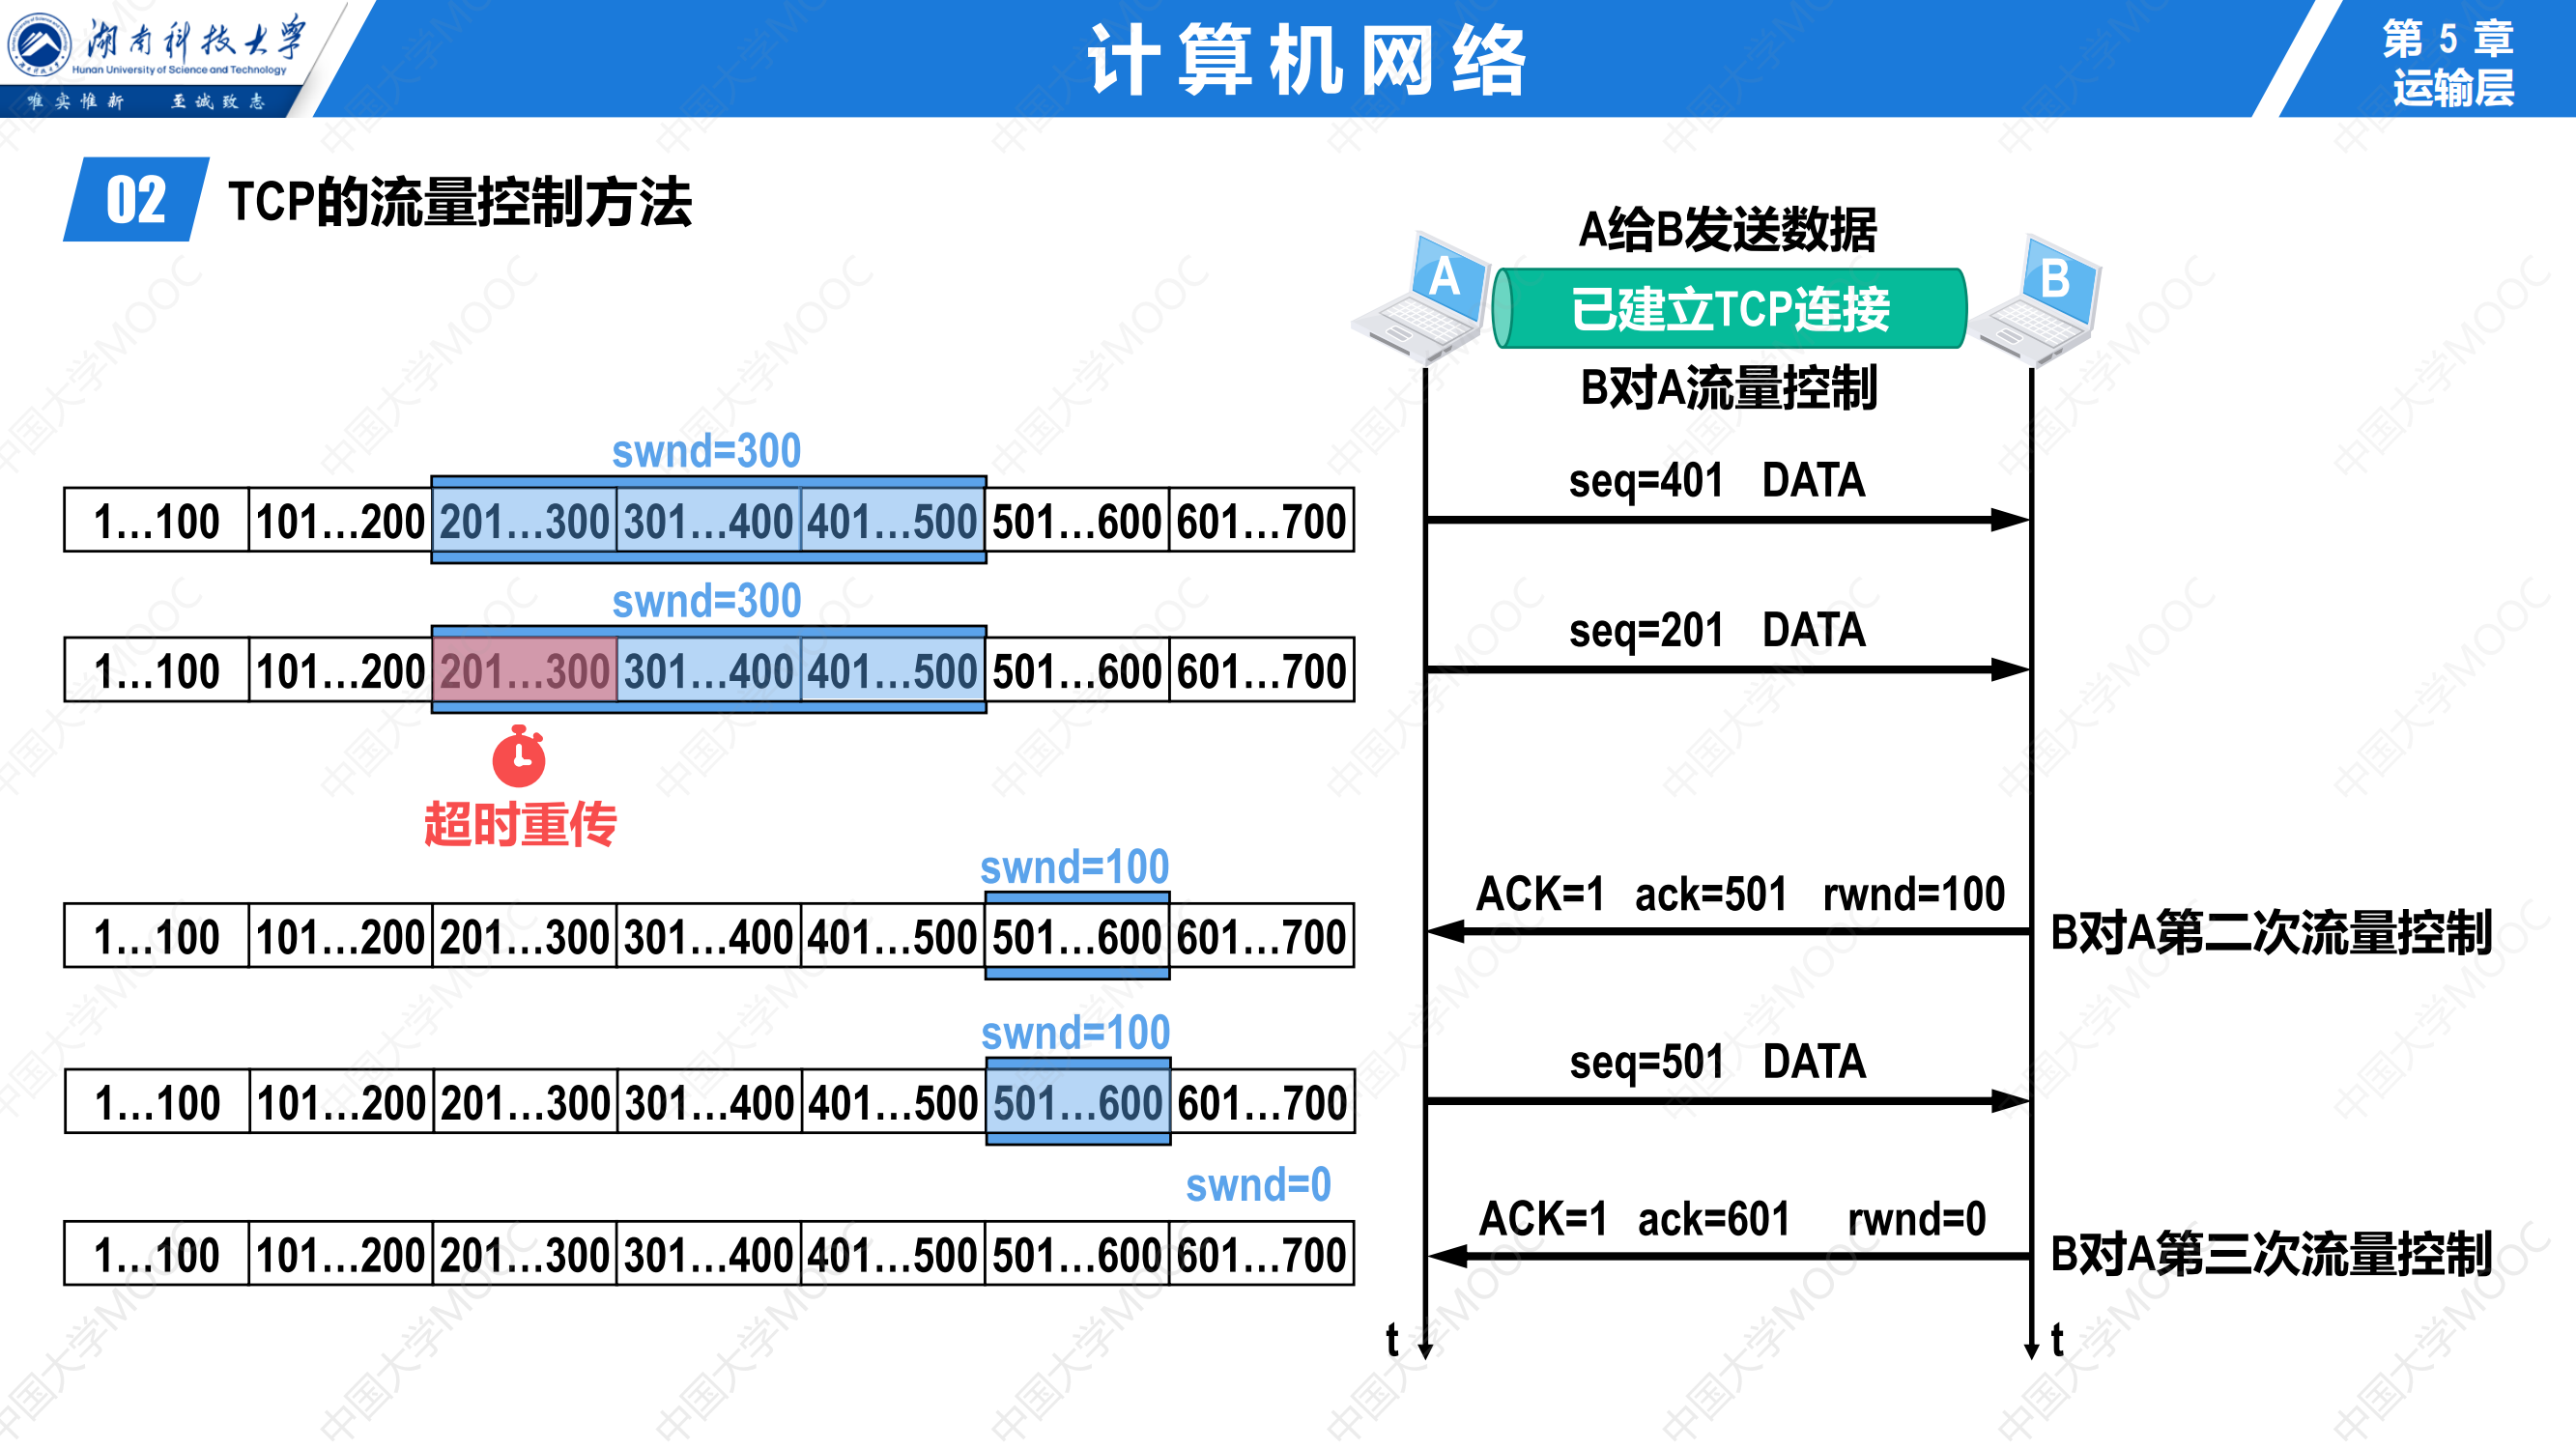 湖南科技大学
Hunan University of Science and Technology
唯实惟新 至诚致志
计算机网络
第 5 章
运输层
02 TCP的流量控制方法
A给B发送数据
A 已建立TCP连接 B
B对A流量控制
swnd=300
1...100 101...200 201...300 301...400 401...500 501...600 601...700
seq=401 DATA
swnd=300
1...100 101...200 201...300 301...400 401...500 501...600 601...700
seq=201 DATA
超时重传
swnd=100
1...100 101...200 201...300 301...400 401...500 501...600 601...700
ACK=1 ack=501 rwnd=100
B对A第二次流量控制
swnd=100
1...100 101...200 201...300 301...400 401...500 501...600 601...700
seq=501 DATA
swnd=0
1...100 101...200 201...300 301...400 401...500 501...600 601...700
ACK=1 ack=601 rwnd=0
B对A第三次流量控制
t t
中国大学MOOC